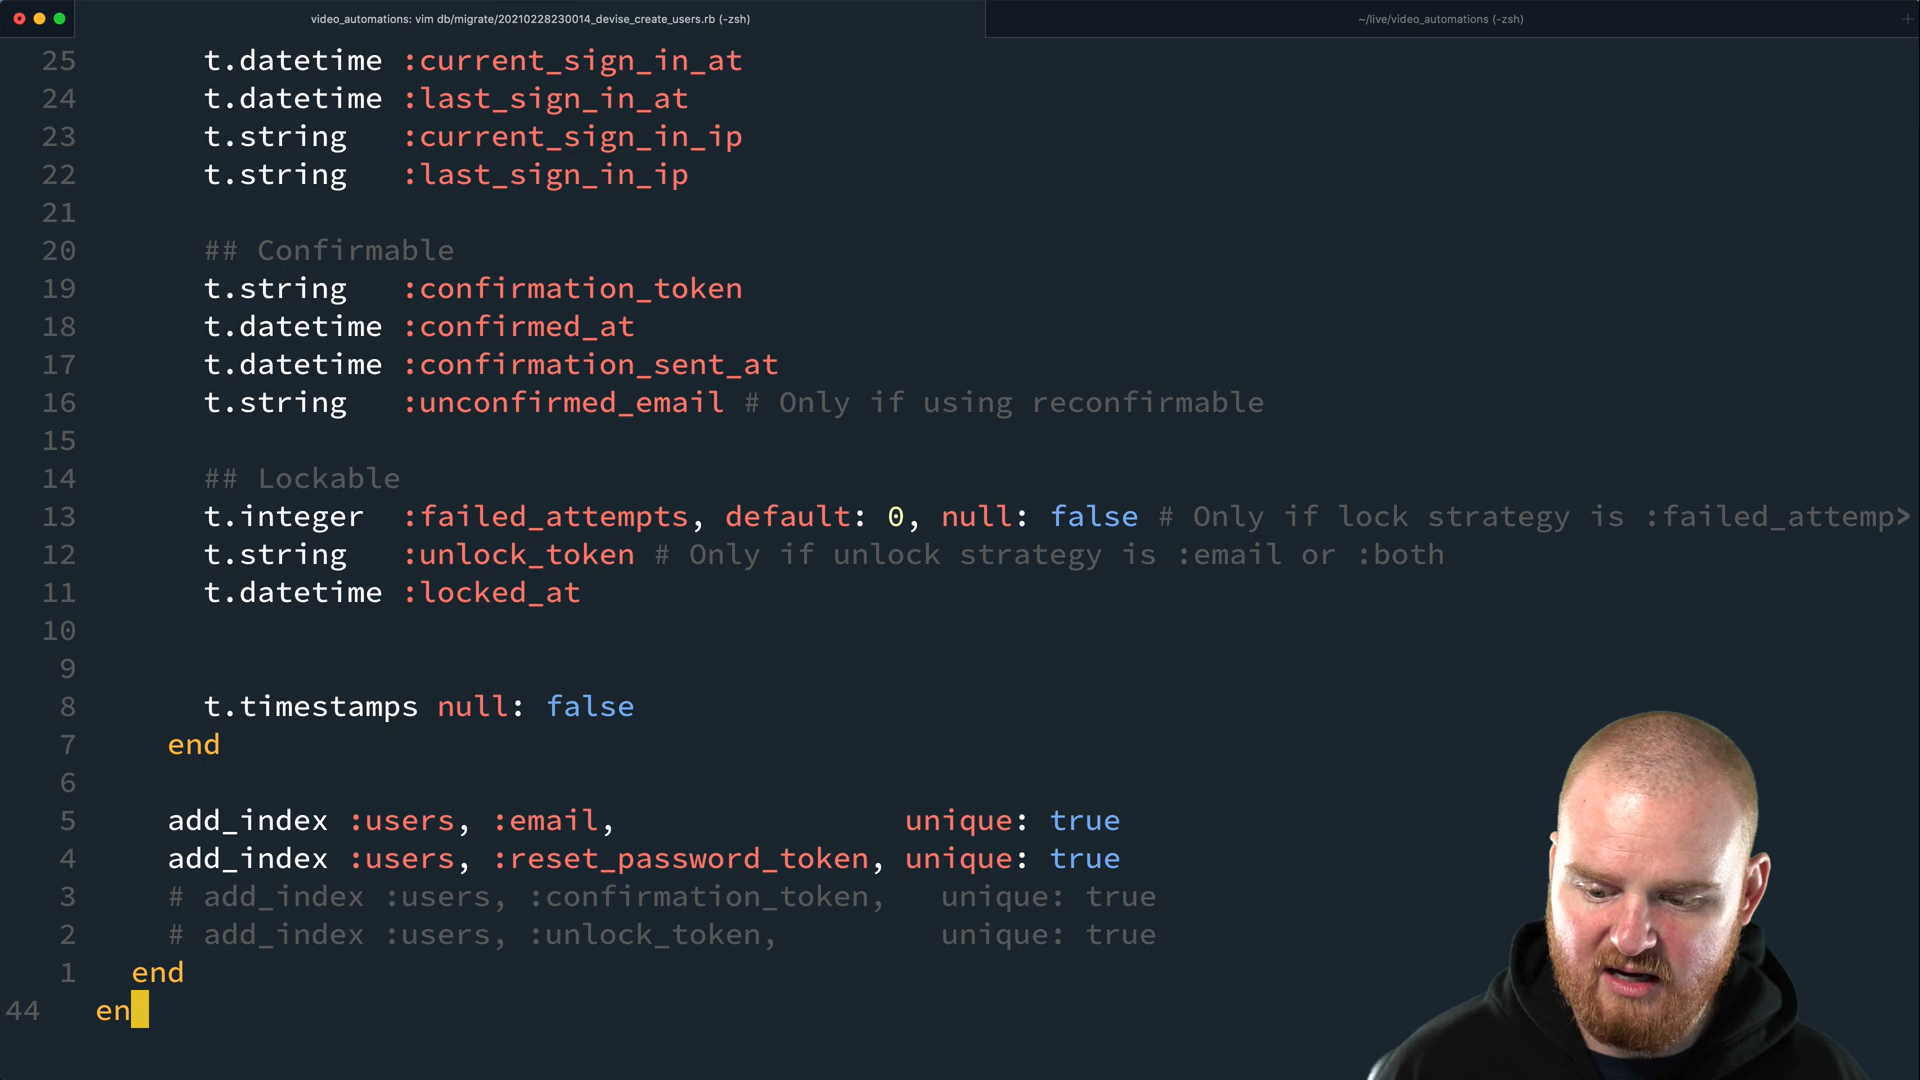 video_automations: vim db/migrate/20210228230014_devise_create_users.rb (-zsh)
~/live/video_automations (-zsh)
25 t.datetime :current_sign_in_at
24 t.datetime :last_sign_in_at
23 t.string :current_sign_in_ip
22 t.string :last_sign_in_ip
21
20 ## Confirmable
19 t.string :confirmation_token
18 t.datetime :confirmed_at
17 t.datetime :confirmation_sent_at
16 t.string :unconfirmed_email # Only if using reconfirmable
15
14 ## Lockable
13 t.integer :failed_attempts, default: 0, null: false # Only if lock strategy is :failed_attemp>
12 t.string :unlock_token # Only if unlock strategy is :email or :both
11 t.datetime :locked_at
10
9
8 t.timestamps null: false
7 end
6
5 add_index :users, :email, unique: true
4 add_index :users, :reset_password_token, unique: true
3 # add_index :users, :confirmation_token, unique: true
2 # add_index :users, :unlock_token, unique: true
1 end
44 en